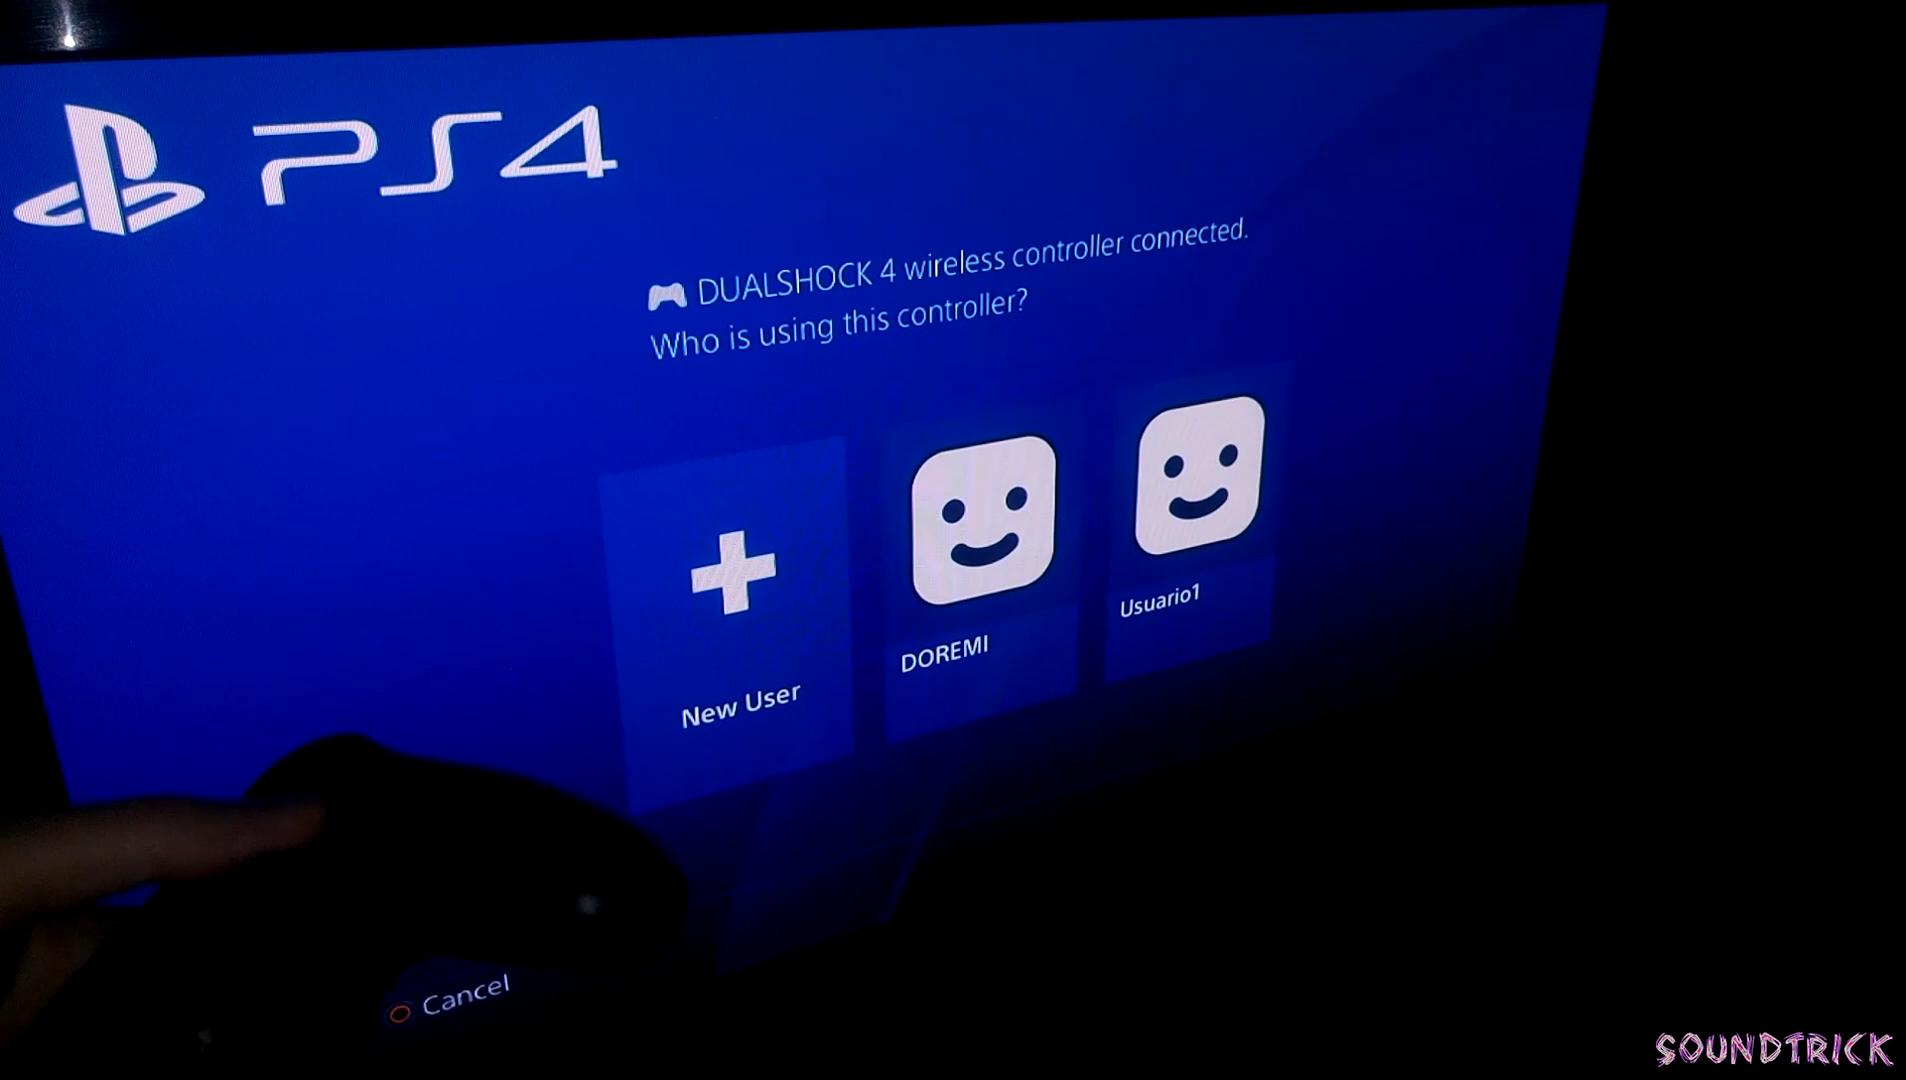 PS4
DUALSHOCK 4 wireless controller connected.
Who is using this controller?
New User
DOREMI
Usuario1
Cancel
SOUNDTRICK